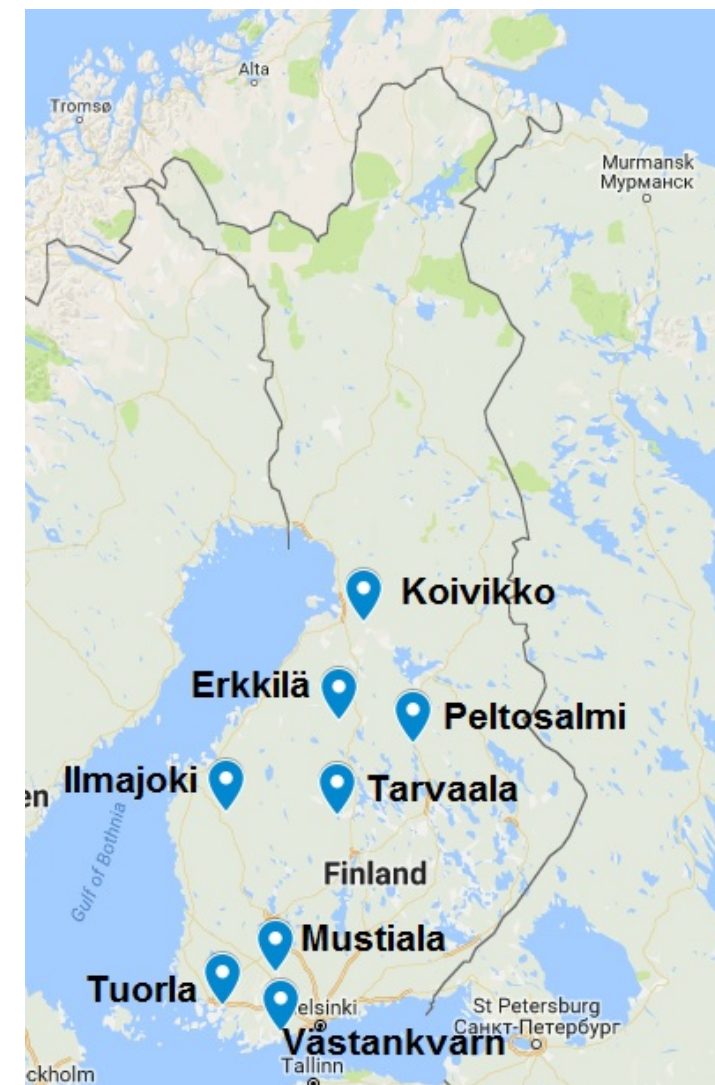 Alta
Tromsø
Murmansk
Мурманск
Koivikko
Erkkilä
Peltosalmi
Ilmajoki
en
Tarvaala
Gulf of Bothnia
Finland
Mustiala
Tuorla
elsinki
St Petersburg
Санкт-Петербург
Västankvarn
Tallinn
ckholm